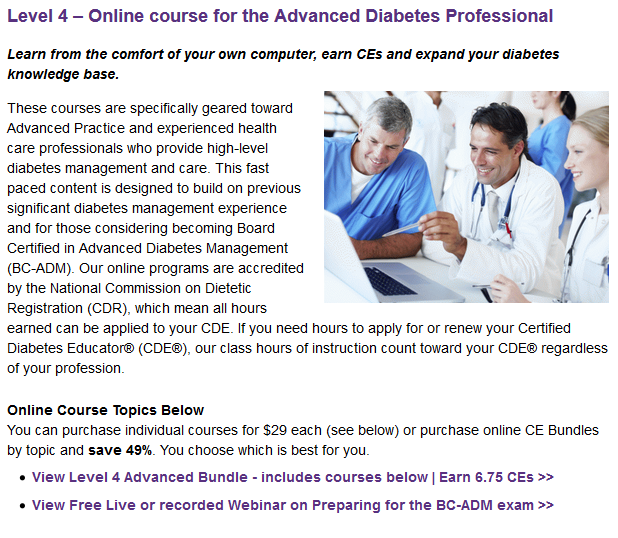 Level 4 – Online course for the Advanced Diabetes Professional
Learn from the comfort of your own computer, earn CEs and expand your diabetes
knowledge base.
These courses are specifically geared toward
Advanced Practice and experienced health
care professionals who provide high-level
diabetes management and care. This fast
paced content is designed to build on previous
significant diabetes management experience
and for those considering becoming Board
Certified in Advanced Diabetes Management
(BC-ADM). Our online programs are accredited
by the National Commission on Dietetic
Registration (CDR), which mean all hours
earned can be applied to your CDE. If you need hours to apply for or renew your Certified
Diabetes Educator® (CDE®), our class hours of instruction count toward your CDE® regardless
of your profession.
Online Course Topics Below
You can purchase individual courses for $29 each (see below) or purchase online CE Bundles
by topic and save 49%. You choose which is best for you.
• View Level 4 Advanced Bundle - includes courses below | Earn 6.75 CEs >>
• View Free Live or recorded Webinar on Preparing for the BC-ADM exam >>